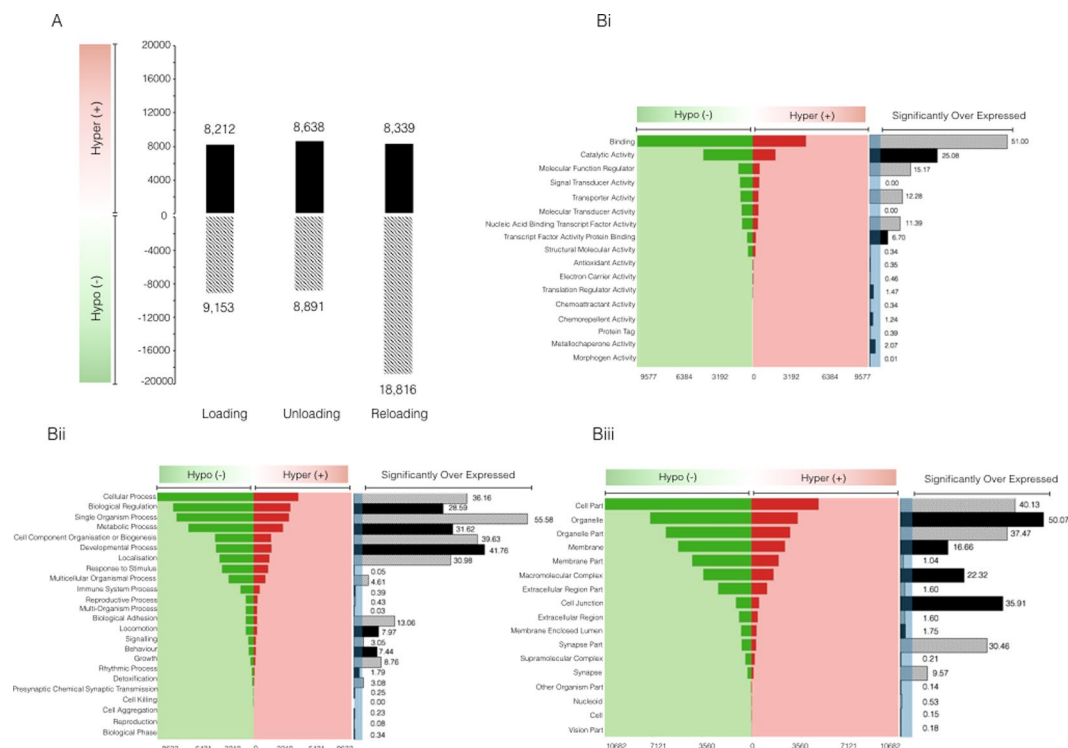 A
Hyper (+)
Hypo (-)
20000
16000
12000
8000
4000
0
-4000
-8000
-12000
-16000
-20000
8,212
8,638
8,339
9,153
8,891
18,816
Loading
Unloading
Reloading
Bi
Hypo (-)
Hyper (+)
Significantly Over Expressed
Binding 51.00
Catalytic Activity 25.08
Molecular Function Regulator 15.17
Signal Transducer Activity 0.00
Transporter Activity 12.28
Molecular Transducer Activity 0.00
Nucleic Acid Binding Transcript Factor Activity 11.39
Transcript Factor Activity Protein Binding 6.70
Structural Molecular Activity 0.34
Antioxidant Activity 0.35
Electron Carrier Activity 0.46
Translation Regulator Activity 1.47
Chemoattractant Activity 0.34
Chemorepellent Activity 1.24
Protein Tag 0.39
Metallochaperone Activity 2.07
Morphogen Activity 0.01
9577 6384 3192 0 3192 6384 9577
Bii
Hypo (-)
Hyper (+)
Significantly Over Expressed
Cellular Process 36.16
Biological Regulation 28.59
Single Organism Process 55.58
Metabolic Process 31.62
Cell Component Organisation or Biogenesis 39.63
Developmental Process 41.76
Localisation 30.98
Response to Stimulus 0.05
Multicellular Organismal Process 4.61
Immune System Process 0.39
Reproductive Process 0.43
Multi-Organism Process 0.03
Biological Adhesion 13.06
Locomotion 7.97
Signalling 3.05
Behaviour 7.44
Growth 8.76
Rhythmic Process 1.79
Detoxification 3.08
Presynaptic Chemical Synaptic Transmission 0.25
Cell Killing 0.00
Cell Aggregation 0.23
Reproduction 0.08
Biological Phase 0.34
Biii
Hypo (-)
Hyper (+)
Significantly Over Expressed
Cell Part 40.13
Organelle 50.07
Organelle Part 37.47
Membrane 16.66
Membrane Part 1.04
Macromolecular Complex 22.32
Extracellular Region Part 1.60
Cell Junction 35.91
Extracellular Region 1.60
Membrane Enclosed Lumen 1.75
Synapse Part 30.46
Supramolecular Complex 0.21
Synapse 9.57
Other Organism Part 0.14
Nucleoid 0.53
Cell 0.15
Vision Part 0.18
10682 7121 3560 0 3560 7121 10682